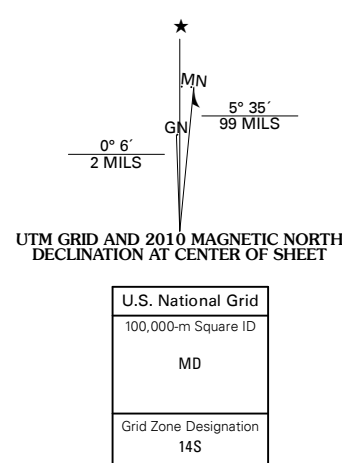 ★
MN
5° 35´
99 MILS
GN
0° 6´
2 MILS
UTM GRID AND 2010 MAGNETIC NORTH
DECLINATION AT CENTER OF SHEET
U.S. National Grid
100,000-m Square ID
MD
Grid Zone Designation
14S